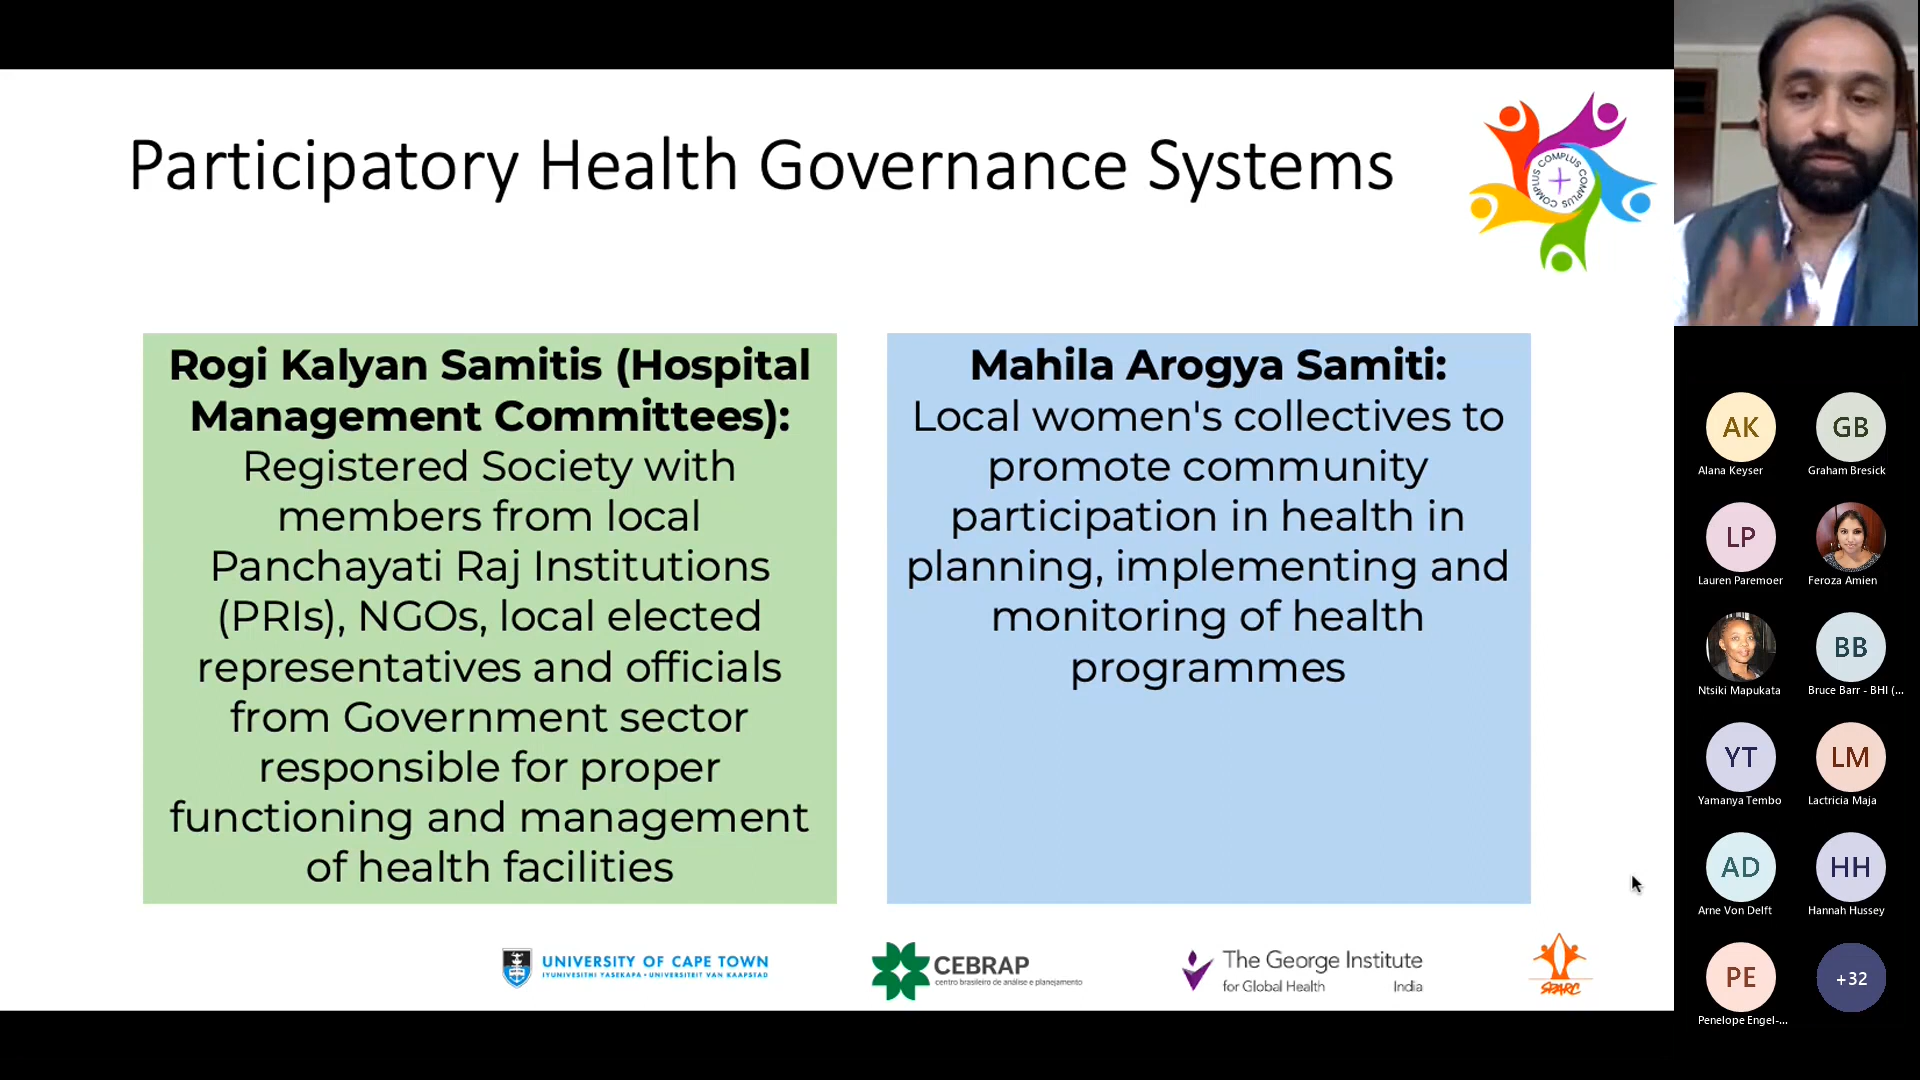 Participatory Health Governance Systems
COMPLUS COMPLUS COMPLUS
Rogi Kalyan Samitis (Hospital
Management Committees):
Registered Society with
members from local
Panchayati Raj Institutions
(PRIs), NGOs, local elected
representatives and officials
from Government sector
responsible for proper
functioning and management
of health facilities
Mahila Arogya Samiti:
Local women's collectives to
promote community
participation in health in
planning, implementing and
monitoring of health
programmes
UNIVERSITY OF CAPE TOWN
IYUNIVESITHI YASEKAPA • UNIVERSITEIT VAN KAAPSTAD
CEBRAP
centro brasileiro de análise e planejamento
The George Institute
for Global Health India
SPARC
AK GB
Alana Keyser Graham Bresick
LP
Lauren Paremoer Feroza Amien
BB
Ntsiki Mapukata Bruce Barr - BHI (...
YT LM
Yamanya Tembo Lactricia Maja
AD HH
Arne Von Delft Hannah Hussey
PE +32
Penelope Engel-...